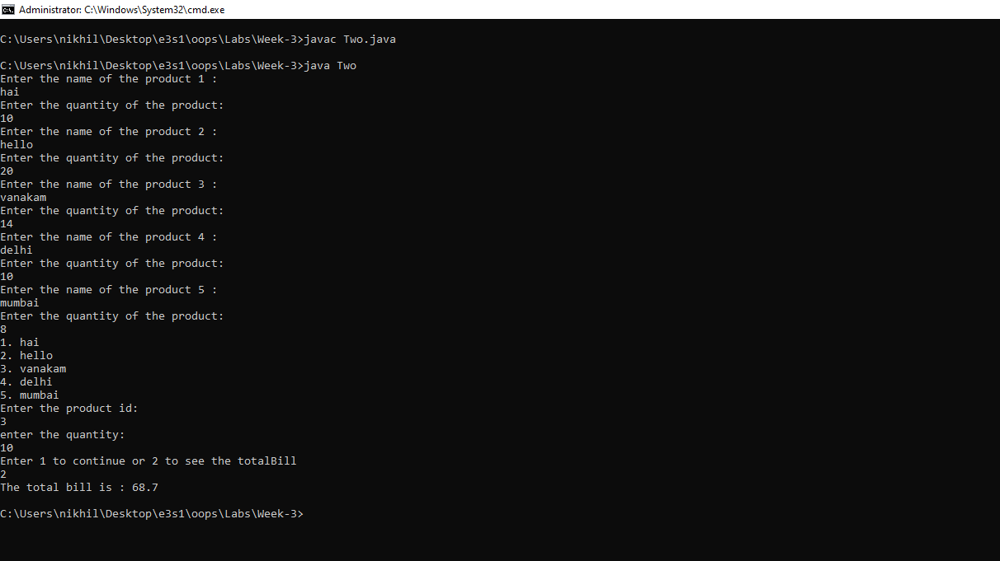 Administrator: C:\Windows\System32\cmd.exe
C:\Users\nikhil\Desktop\e3s1\oops\Labs\Week-3>javac Two.java
C:\Users\nikhil\Desktop\e3s1\oops\Labs\Week-3>java Two
Enter the name of the product 1 :
hai
Enter the quantity of the product:
10
Enter the name of the product 2 :
hello
Enter the quantity of the product:
20
Enter the name of the product 3 :
vanakam
Enter the quantity of the product:
14
Enter the name of the product 4 :
delhi
Enter the quantity of the product:
10
Enter the name of the product 5 :
mumbai
Enter the quantity of the product:
8
1. hai
2. hello
3. vanakam
4. delhi
5. mumbai
Enter the product id:
3
enter the quantity:
10
Enter 1 to continue or 2 to see the totalBill
2
The total bill is : 68.7
C:\Users\nikhil\Desktop\e3s1\oops\Labs\Week-3>